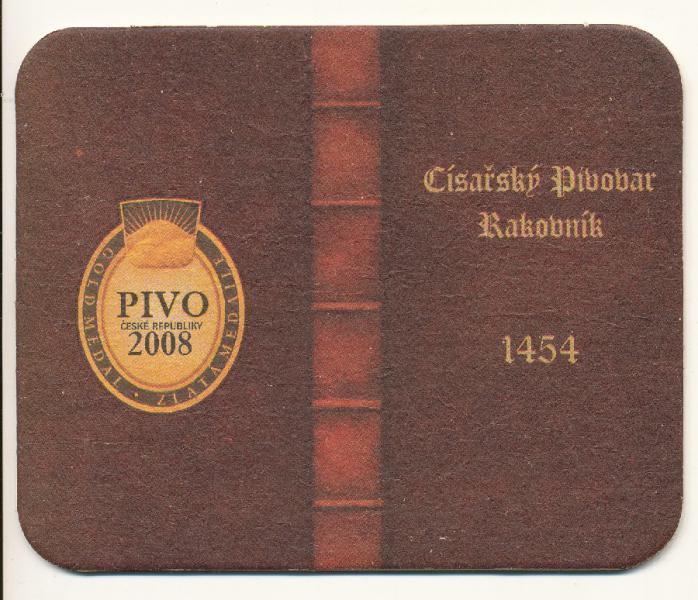 GOLD MEDAL • ZLATÁ MEDAILE
PIVO
ČESKÉ REPUBLIKY
2008
Císařský Pivovar
Rakovník
1454